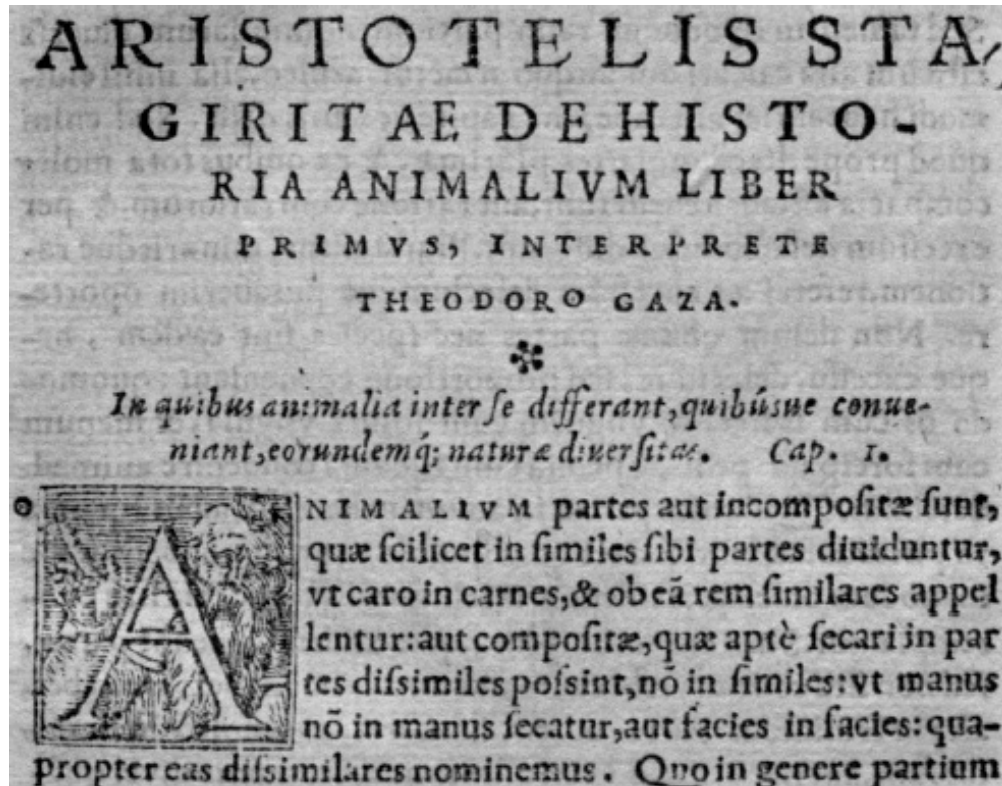 ARISTOTELIS STA-
GIRITAE DE HISTO-
RIA ANIMALIVM LIBER
PRIMVS, INTERPRETE
THEODORO GAZA.
In quibus animalia inter se differant, quibúsue conue-
niant, eorundemq́; naturæ diuersitas. Cap. 1.
ANIMALIVM partes aut incompositæ sunt,
quæ scilicet in similes sibi partes diuiduntur,
vt caro in carnes, & ob eã rem similares appel
lentur: aut compositæ, quæ aptè secari in par
tes dissimiles possint, nõ in similes: vt manus
nõ in manus secatur, aut facies in facies: qua-
propter eas dissimilares nominemus. Quo in genere partium